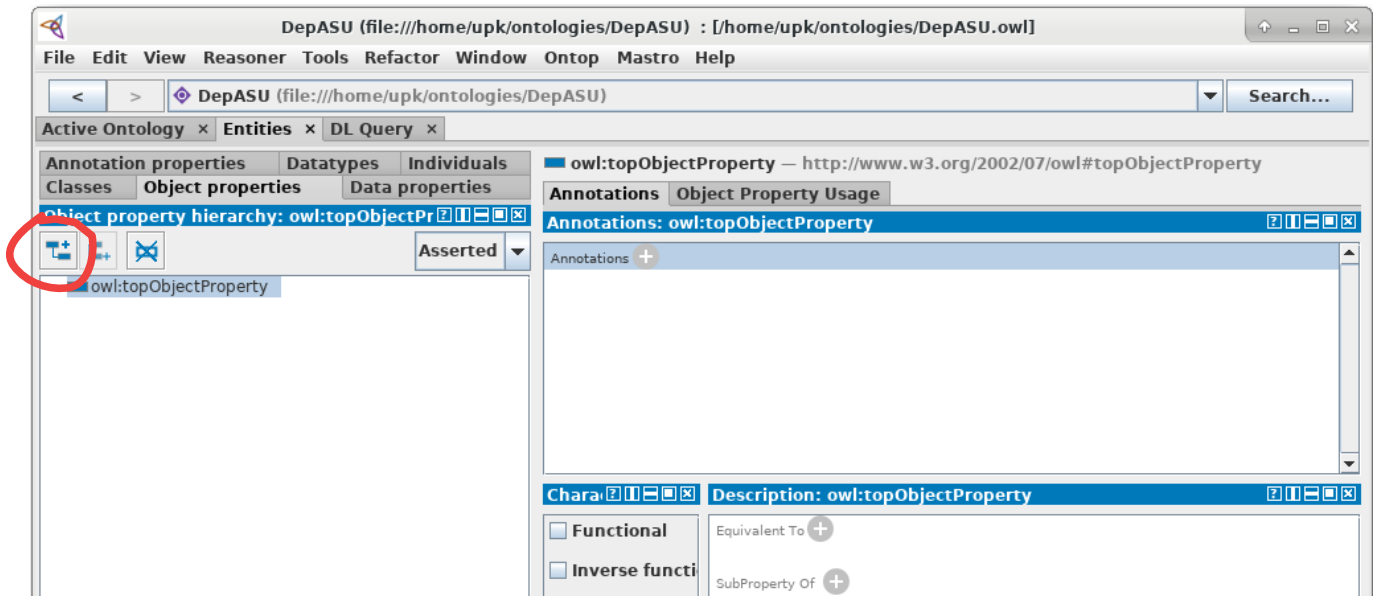 DepASU (file:///home/upk/ontologies/DepASU) : [/home/upk/ontologies/DepASU.owl]
File Edit View Reasoner Tools Refactor Window Ontop Mastro Help
< > DepASU (file:///home/upk/ontologies/DepASU) Search...
Active Ontology × Entities × DL Query ×
Annotation properties Datatypes Individuals
Classes Object properties Data properties
Object property hierarchy: owl:topObjectPr
Asserted
owl:topObjectProperty
owl:topObjectProperty — http://www.w3.org/2002/07/owl#topObjectProperty
Annotations Object Property Usage
Annotations: owl:topObjectProperty
Annotations
Chara
Functional
Inverse functi
Description: owl:topObjectProperty
Equivalent To
SubProperty Of